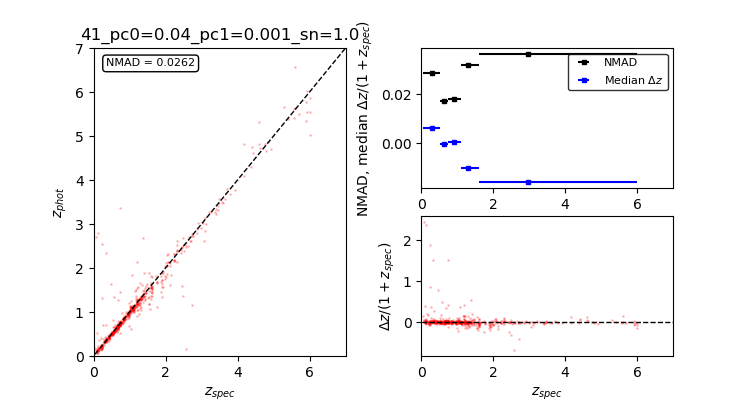 41_pc0=0.04_pc1=0.001_sn=1.0
NMAD = 0.0262
7
6
5
4
3
2
1
0
z_phot
0 2 4 6
z_spec
NMAD, median Δz/(1 + z_spec)
0.02
0.00
NMAD
Median Δz
0 2 4 6
Δz/(1 + z_spec)
2
1
0
0 2 4 6
z_spec